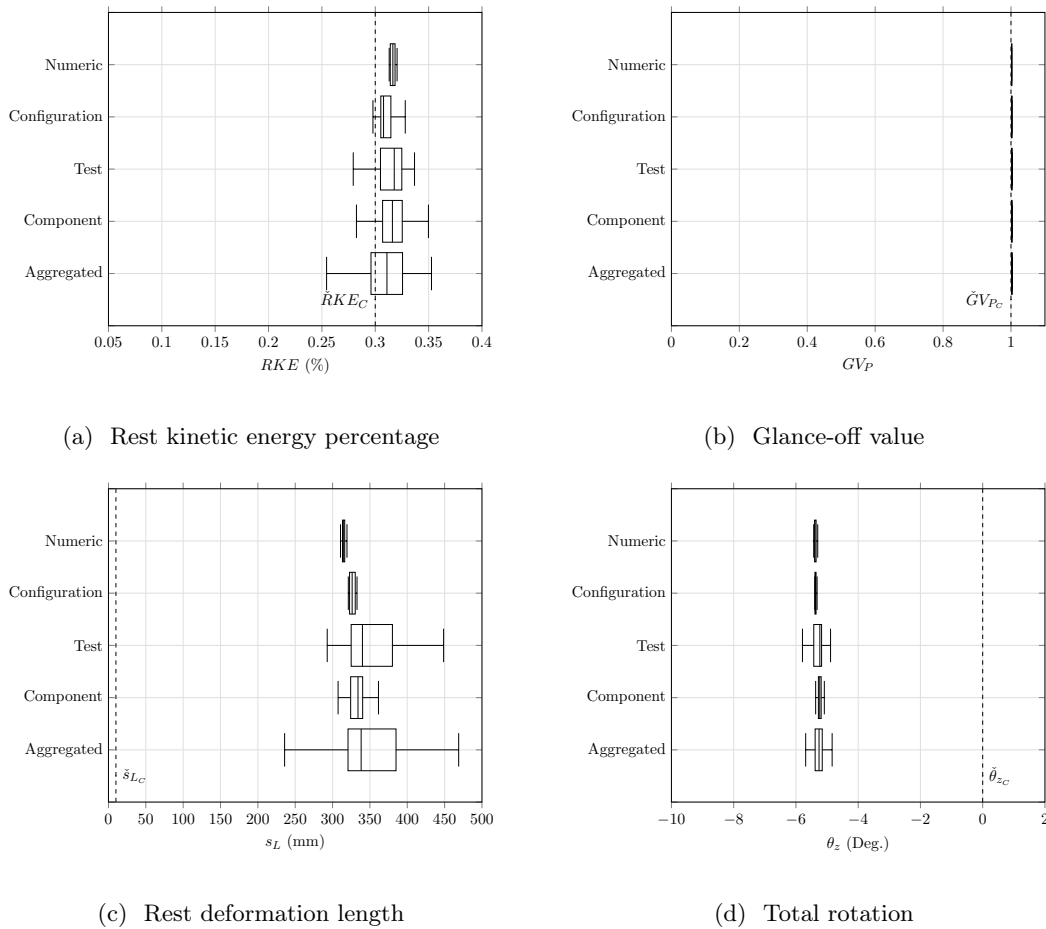 Numeric
Configuration
Test
Component
Aggregated
ŘKE_C
0.05 0.1 0.15 0.2 0.25 0.3 0.35 0.4
RKE (%)
(a) Rest kinetic energy percentage
Numeric
Configuration
Test
Component
Aggregated
ǦV_{P_C}
0 0.2 0.4 0.6 0.8 1
GV_P
(b) Glance-off value
Numeric
Configuration
Test
Component
Aggregated
š_{L_C}
0 50 100 150 200 250 300 350 400 450 500
s_L (mm)
(c) Rest deformation length
Numeric
Configuration
Test
Component
Aggregated
θ̌_{z_C}
−10 −8 −6 −4 −2 0 2
θ_z (Deg.)
(d) Total rotation